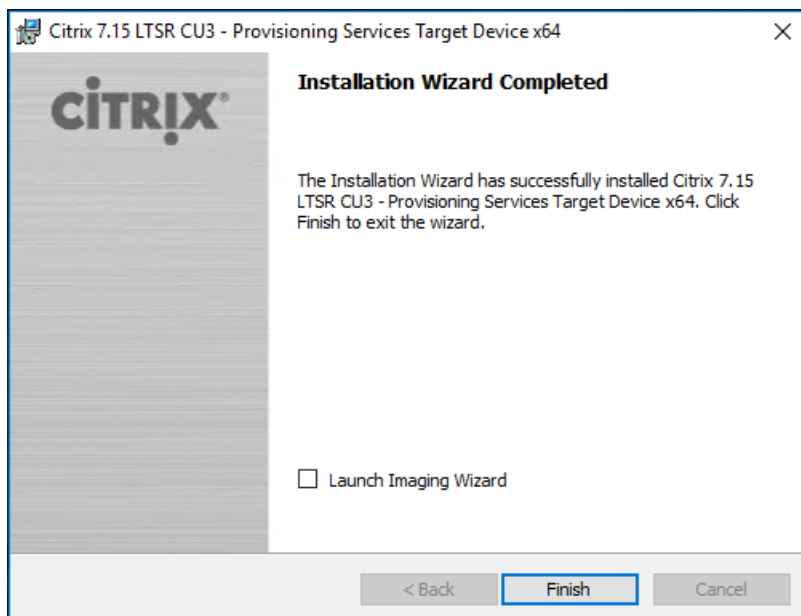 Citrix 7.15 LTSR CU3 - Provisioning Services Target Device x64
CİTRIX®
Installation Wizard Completed
The Installation Wizard has successfully installed Citrix 7.15
LTSR CU3 - Provisioning Services Target Device x64. Click
Finish to exit the wizard.
Launch Imaging Wizard
< Back
Finish
Cancel